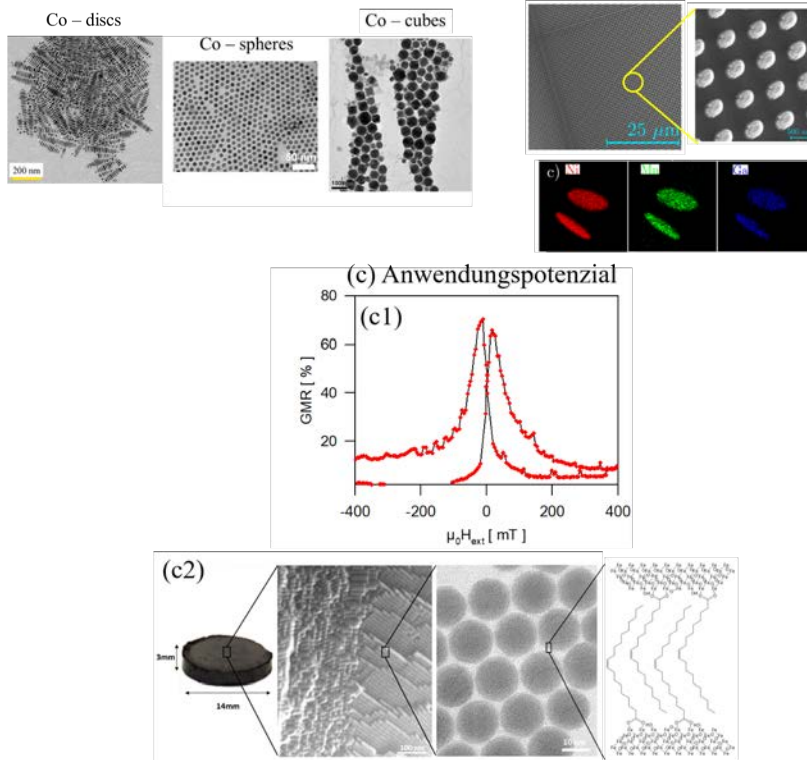 Co – discs
Co – spheres
Co – cubes
200 nm
50 nm
25 µm
c) Ni
Mn
Ga
(c) Anwendungspotenzial
(c1)
80
60
40
20
GMR [ % ]
-400
-200
0
200
400
µ₀Hₑₓₜ [ mT ]
(c2)
3mm
14mm
100 nm
10 nm